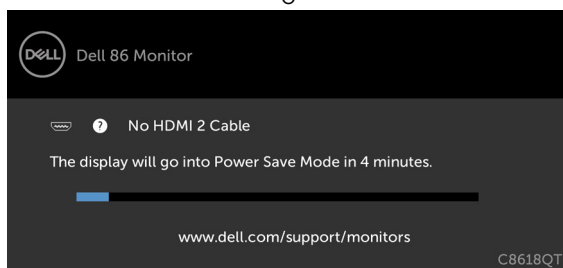 DELL
Dell 86 Monitor
? No HDMI 2 Cable
The display will go into Power Save Mode in 4 minutes.
www.dell.com/support/monitors
C8618QT